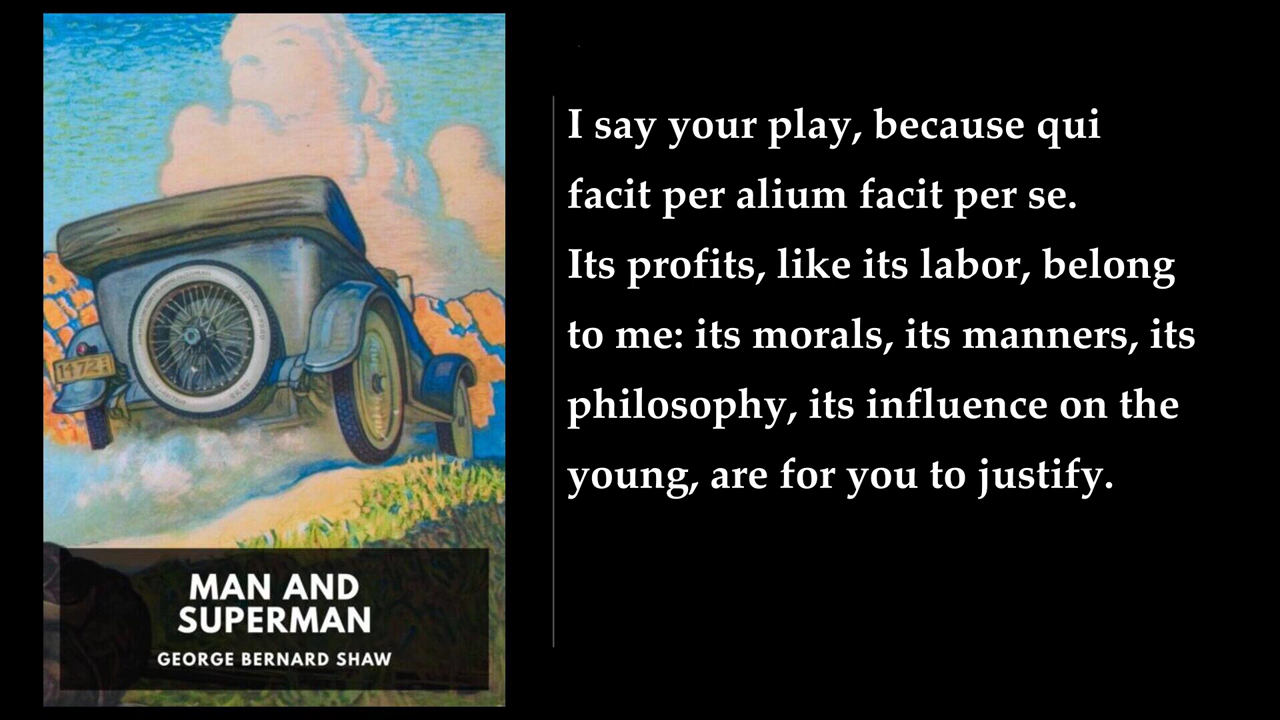 I say your play, because qui
facit per alium facit per se.
Its profits, like its labor, belong
to me: its morals, its manners, its
philosophy, its influence on the
young, are for you to justify.
1472
MAN AND
SUPERMAN
GEORGE BERNARD SHAW